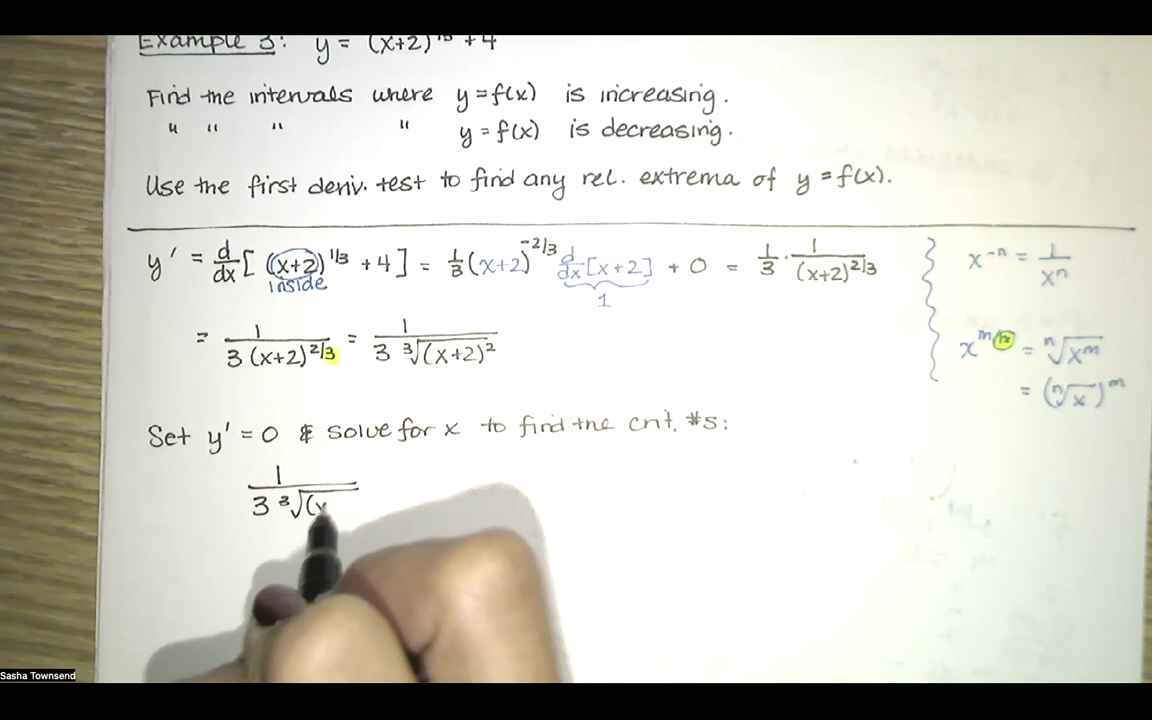 Example 3: y = (x+2)^1/3 + 4
Find the intervals where y = f(x) is increasing.
" " " " y = f(x) is decreasing.
Use the first deriv. test to find any rel. extrema of y = f(x).
y' = d/dx [ (x+2)^1/3 + 4 ] = 1/3 (x+2)^-2/3 d/dx [x+2] + 0 = 1/3 · 1/(x+2)^2/3
inside
1
x^-n = 1/x^n
= 1/(3 (x+2)^2/3) = 1/(3 ³√(x+2)²)
x^m/n = ⁿ√x^m
= (ⁿ√x)^m
Set y' = 0 & solve for x to find the crit. #s:
1/(3 ³√(x
Sasha Townsend